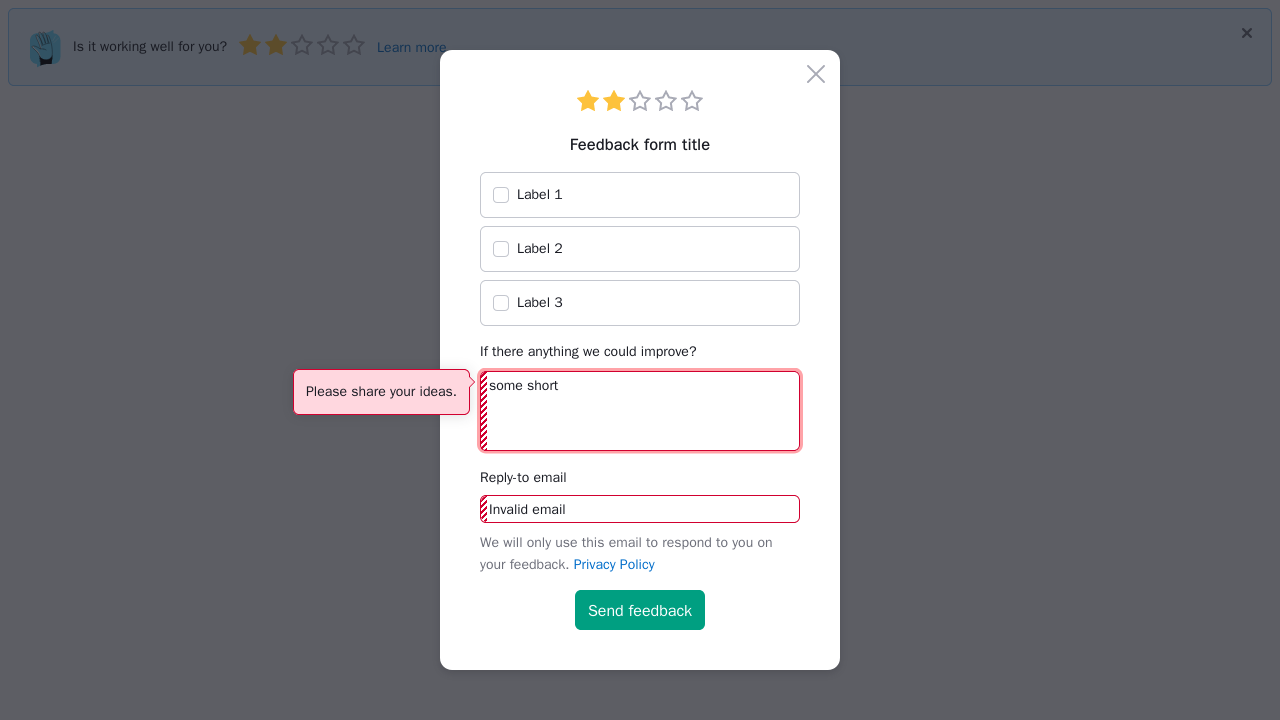 Is it working well for you?
Learn more
Feedback form title
Label 1
Label 2
Label 3
If there anything we could improve?
Please share your ideas.
some short
Reply-to email
Invalid email
We will only use this email to respond to you on
your feedback. Privacy Policy
Send feedback